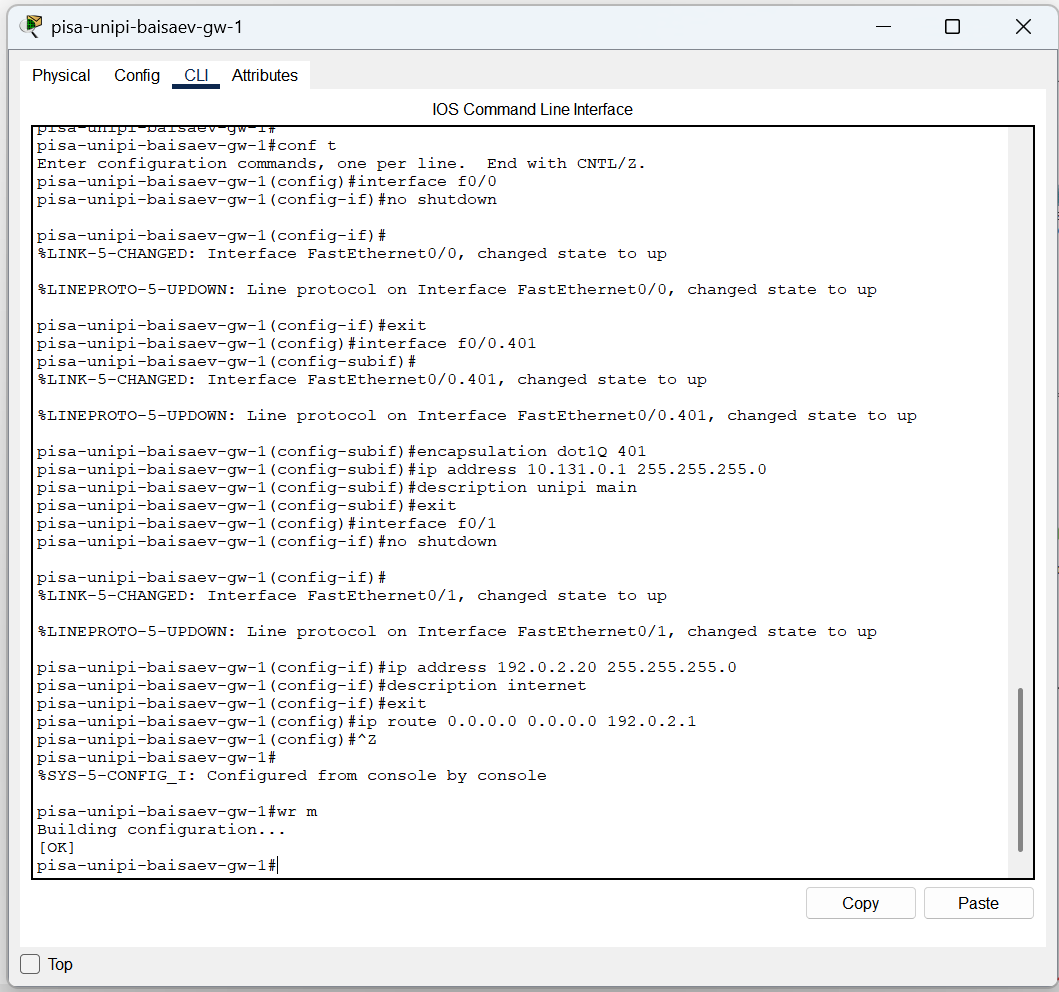 pisa-unipi-baisaev-gw-1
Physical Config CLI Attributes
IOS Command Line Interface
pisa-unipi-baisaev-gw-1#
pisa-unipi-baisaev-gw-1#conf t
Enter configuration commands, one per line.  End with CNTL/Z.
pisa-unipi-baisaev-gw-1(config)#interface f0/0
pisa-unipi-baisaev-gw-1(config-if)#no shutdown
pisa-unipi-baisaev-gw-1(config-if)#
%LINK-5-CHANGED: Interface FastEthernet0/0, changed state to up
%LINEPROTO-5-UPDOWN: Line protocol on Interface FastEthernet0/0, changed state to up
pisa-unipi-baisaev-gw-1(config-if)#exit
pisa-unipi-baisaev-gw-1(config)#interface f0/0.401
pisa-unipi-baisaev-gw-1(config-subif)#
%LINK-5-CHANGED: Interface FastEthernet0/0.401, changed state to up
%LINEPROTO-5-UPDOWN: Line protocol on Interface FastEthernet0/0.401, changed state to up
pisa-unipi-baisaev-gw-1(config-subif)#encapsulation dot1Q 401
pisa-unipi-baisaev-gw-1(config-subif)#ip address 10.131.0.1 255.255.255.0
pisa-unipi-baisaev-gw-1(config-subif)#description unipi main
pisa-unipi-baisaev-gw-1(config-subif)#exit
pisa-unipi-baisaev-gw-1(config)#interface f0/1
pisa-unipi-baisaev-gw-1(config-if)#no shutdown
pisa-unipi-baisaev-gw-1(config-if)#
%LINK-5-CHANGED: Interface FastEthernet0/1, changed state to up
%LINEPROTO-5-UPDOWN: Line protocol on Interface FastEthernet0/1, changed state to up
pisa-unipi-baisaev-gw-1(config-if)#ip address 192.0.2.20 255.255.255.0
pisa-unipi-baisaev-gw-1(config-if)#description internet
pisa-unipi-baisaev-gw-1(config-if)#exit
pisa-unipi-baisaev-gw-1(config)#ip route 0.0.0.0 0.0.0.0 192.0.2.1
pisa-unipi-baisaev-gw-1(config)#^Z
pisa-unipi-baisaev-gw-1#
%SYS-5-CONFIG_I: Configured from console by console
pisa-unipi-baisaev-gw-1#wr m
Building configuration...
[OK]
pisa-unipi-baisaev-gw-1#
Copy Paste
Top